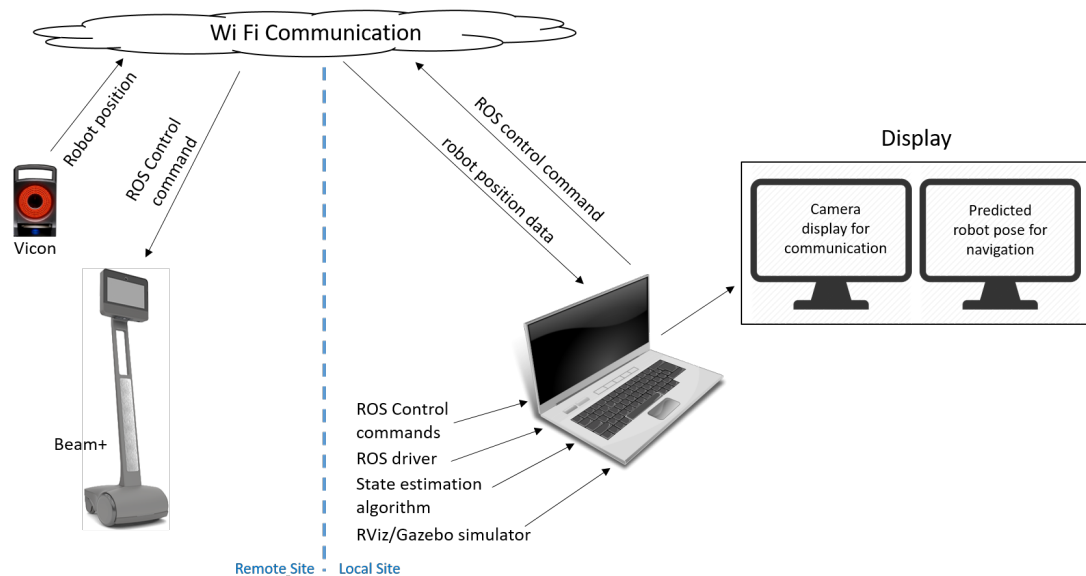 Wi Fi Communication
Robot position
ROS Control
command
robot position data
ROS control command
Vicon
Beam+
Display
Camera
display for
communication
Predicted
robot pose for
navigation
ROS Control
commands
ROS driver
State estimation
algorithm
RViz/Gazebo simulator
Remote Site
Local Site